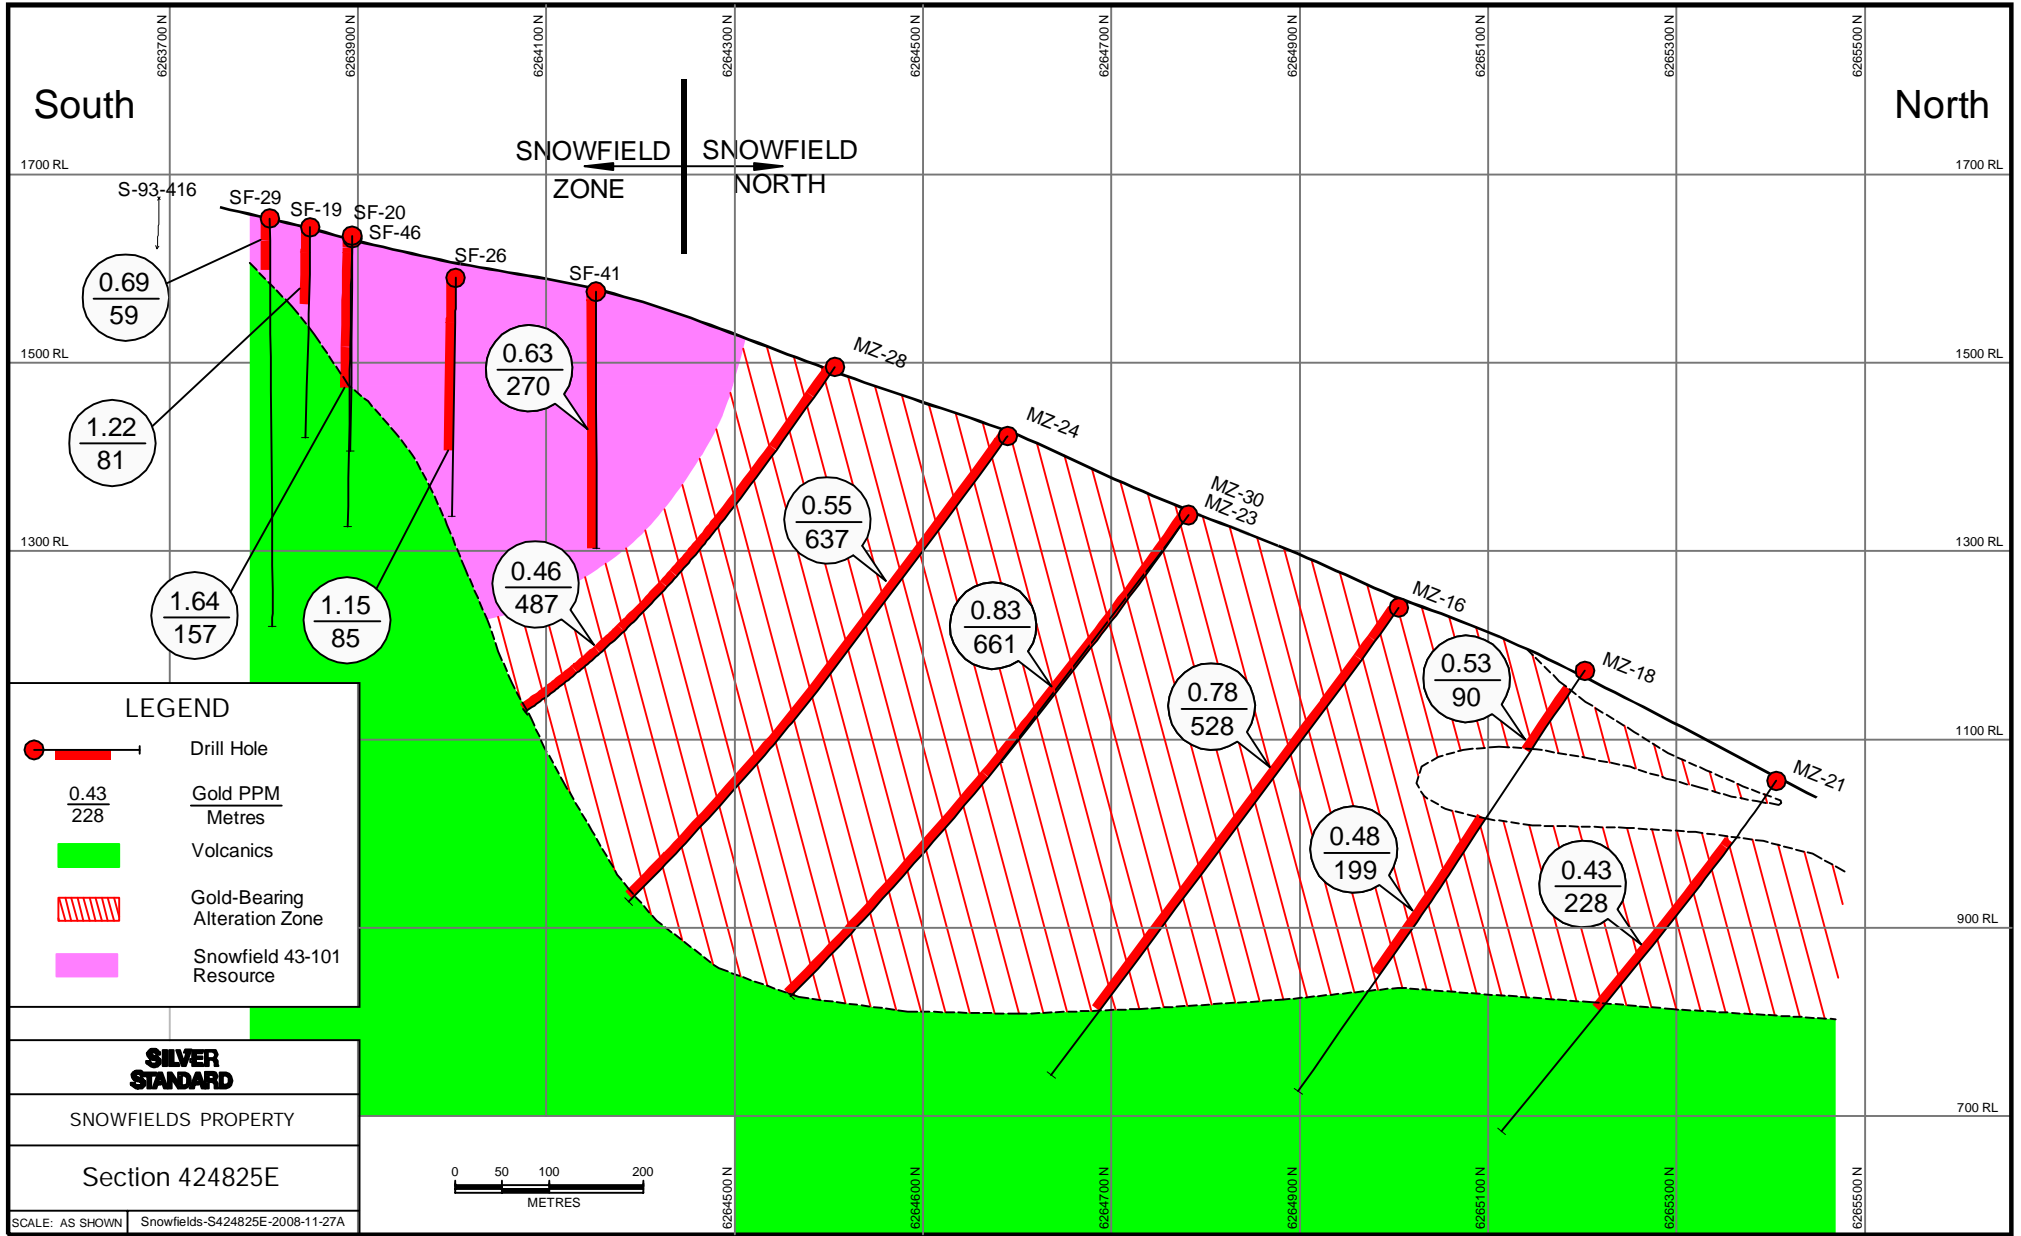 6263700 N
6263900 N
6264100 N
6264300 N
6264500 N
6264700 N
6264900 N
6265100 N
6265300 N
6265500 N
South
North
SNOWFIELD
ZONE
SNOWFIELD
NORTH
1700 RL
1700 RL
S-93-416
SF-29
SF-19
SF-20
SF-46
SF-26
SF-41
0.69
59
1.22
81
1.64
157
1.15
85
0.63
270
1500 RL
1500 RL
MZ-28
MZ-24
MZ-30
MZ-23
MZ-16
MZ-18
MZ-21
1300 RL
1300 RL
0.46
487
0.55
637
0.83
661
0.78
528
0.53
90
0.48
199
0.43
228
1100 RL
900 RL
700 RL
LEGEND
Drill Hole
0.43
228
Gold PPM
Metres
Volcanics
Gold-Bearing
Alteration Zone
Snowfield 43-101
Resource
SILVER
STANDARD
SNOWFIELDS PROPERTY
Section 424825E
SCALE: AS SHOWN
Snowfields-S424825E-2008-11-27A
0 50 100 200
METRES
6264500 N
6264600 N
6264700 N
6264900 N
6265100 N
6265300 N
6265500 N